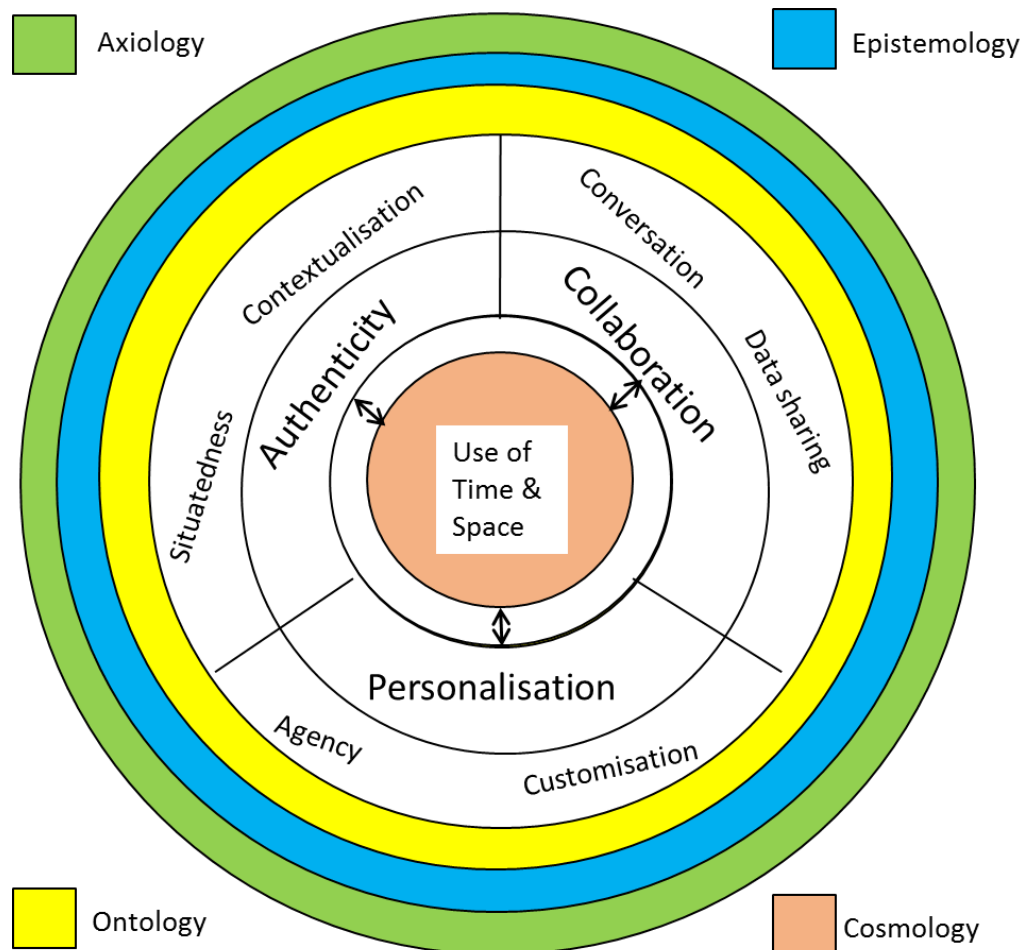 Axiology
Epistemology
Contextualisation
Conversation
Authenticity
Collaboration
Situatedness
Data sharing
Use of
Time &
Space
Personalisation
Agency
Customisation
Ontology
Cosmology